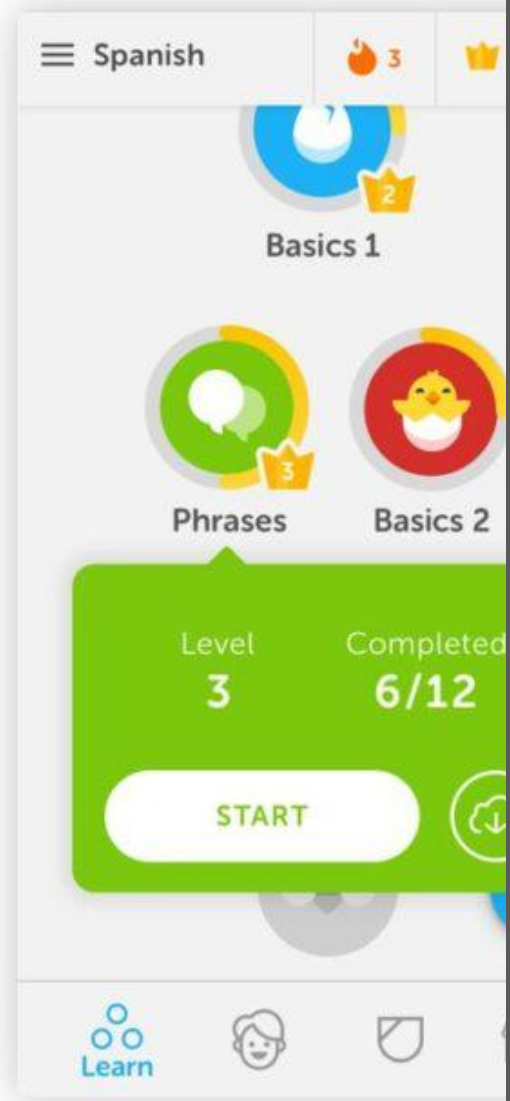 Spanish 3
2
Basics 1
3
Phrases Basics 2
Level Completed
3 6/12
START
Learn